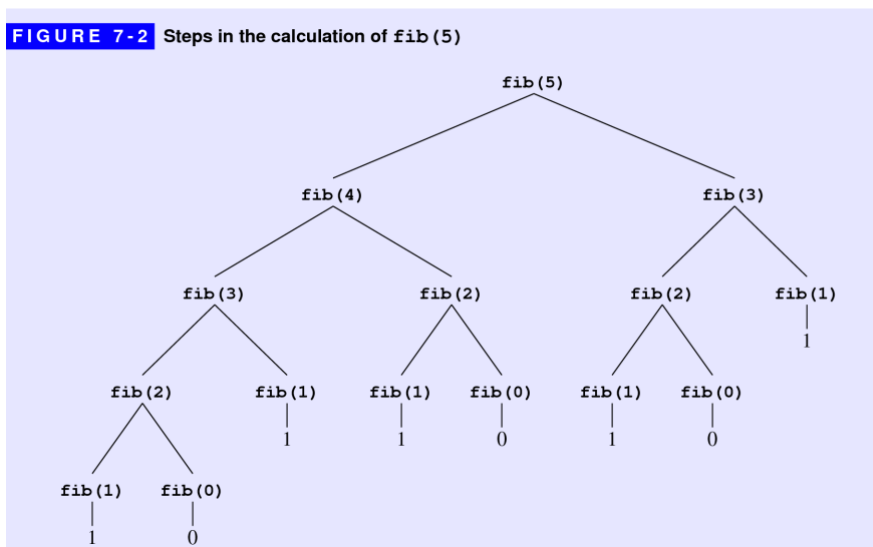 FIGURE 7-2 Steps in the calculation of fib(5)
fib(5)
fib(4) fib(3)
fib(3) fib(2) fib(2) fib(1)
1
fib(2) fib(1) fib(1) fib(0) fib(1) fib(0)
1 1 0 1 0
fib(1) fib(0)
1 0